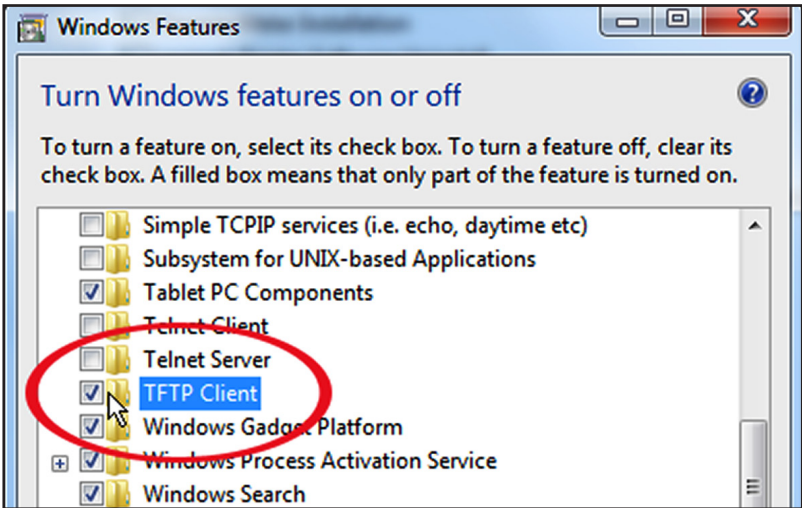 Windows Features
Turn Windows features on or off
To turn a feature on, select its check box. To turn a feature off, clear its
check box. A filled box means that only part of the feature is turned on.
Simple TCPIP services (i.e. echo, daytime etc)
Subsystem for UNIX-based Applications
Tablet PC Components
Telnet Client
Telnet Server
TFTP Client
Windows Gadget Platform
Windows Process Activation Service
Windows Search